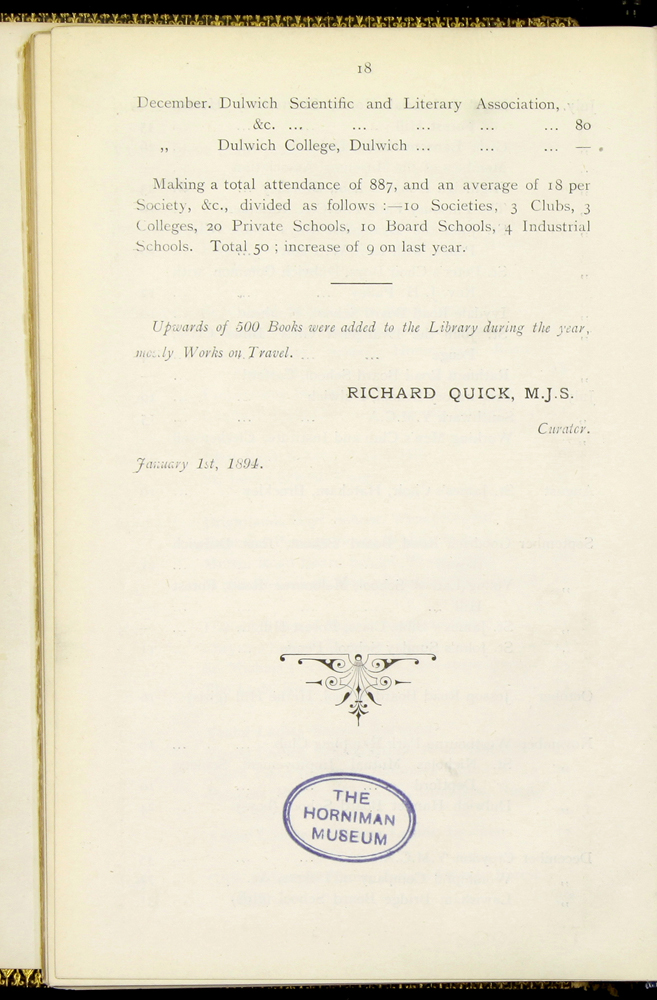 18
December. Dulwich Scientific and Literary Association,
&c. ... ... ... ... ... 80
,, Dulwich College, Dulwich ... ... ... —
Making a total attendance of 887, and an average of 18 per
Society, &c., divided as follows :—10 Societies, 3 Clubs, 3
Colleges, 20 Private Schools, 10 Board Schools, 4 Industrial
Schools. Total 50 ; increase of 9 on last year.
Upwards of 500 Books were added to the Library during the year,
mostly Works on Travel.
RICHARD QUICK, M.J.S.
Curator.
January 1st, 1894.
THE
HORNIMAN
MUSEUM